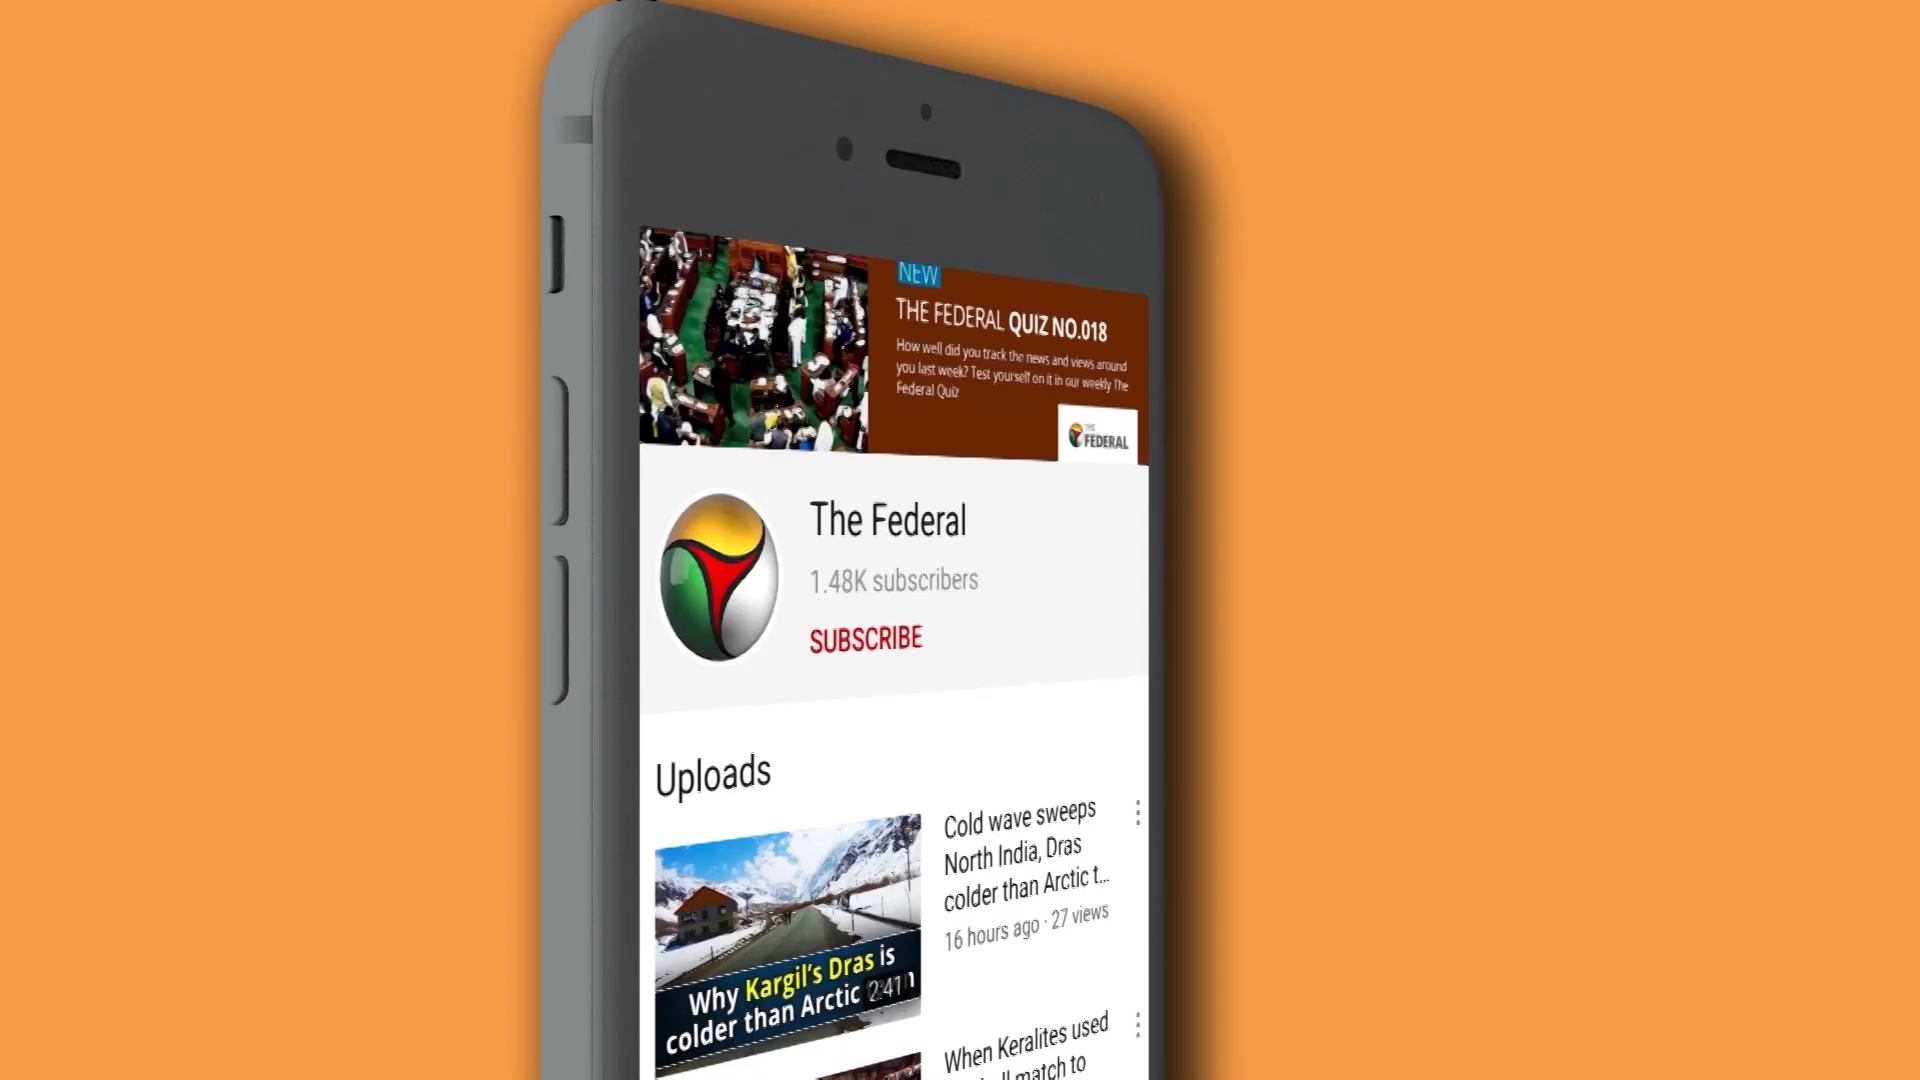 NEW
THE FEDERAL QUIZ NO.018
How well did you track the news and views around
you last week? Test yourself on it in our weekly The
Federal Quiz
THE
FEDERAL
The Federal
1.48K subscribers
SUBSCRIBE
Uploads
Cold wave sweeps
North India, Dras
colder than Arctic t...
16 hours ago · 27 views
Why Kargil's Dras is
colder than Arctic
2:41
When Keralites used
match to